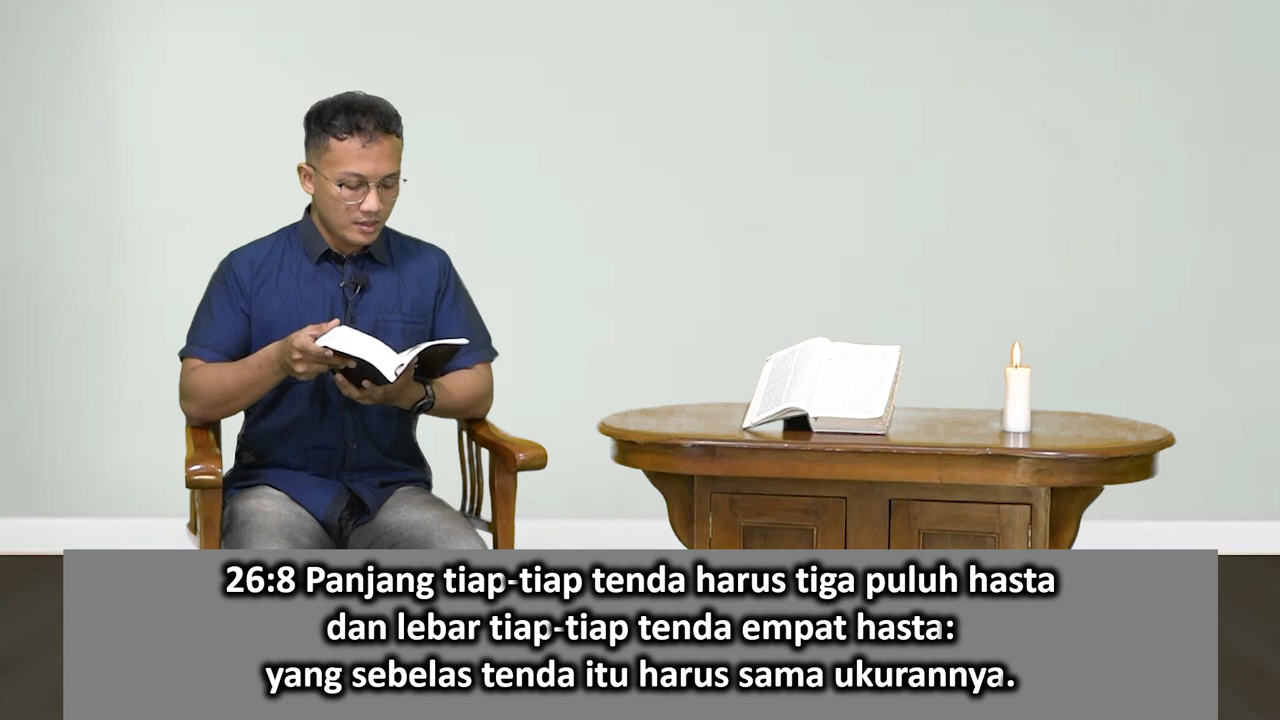 26:8 Panjang tiap-tiap tenda harus tiga puluh hasta
dan lebar tiap-tiap tenda empat hasta:
yang sebelas tenda itu harus sama ukurannya.